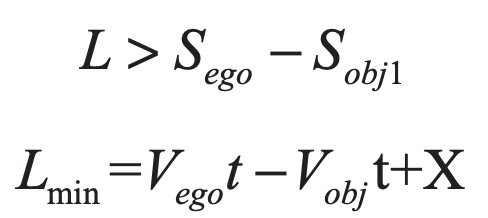 L > S_ego − S_obj1
L_min = V_ego t − V_obj t+X